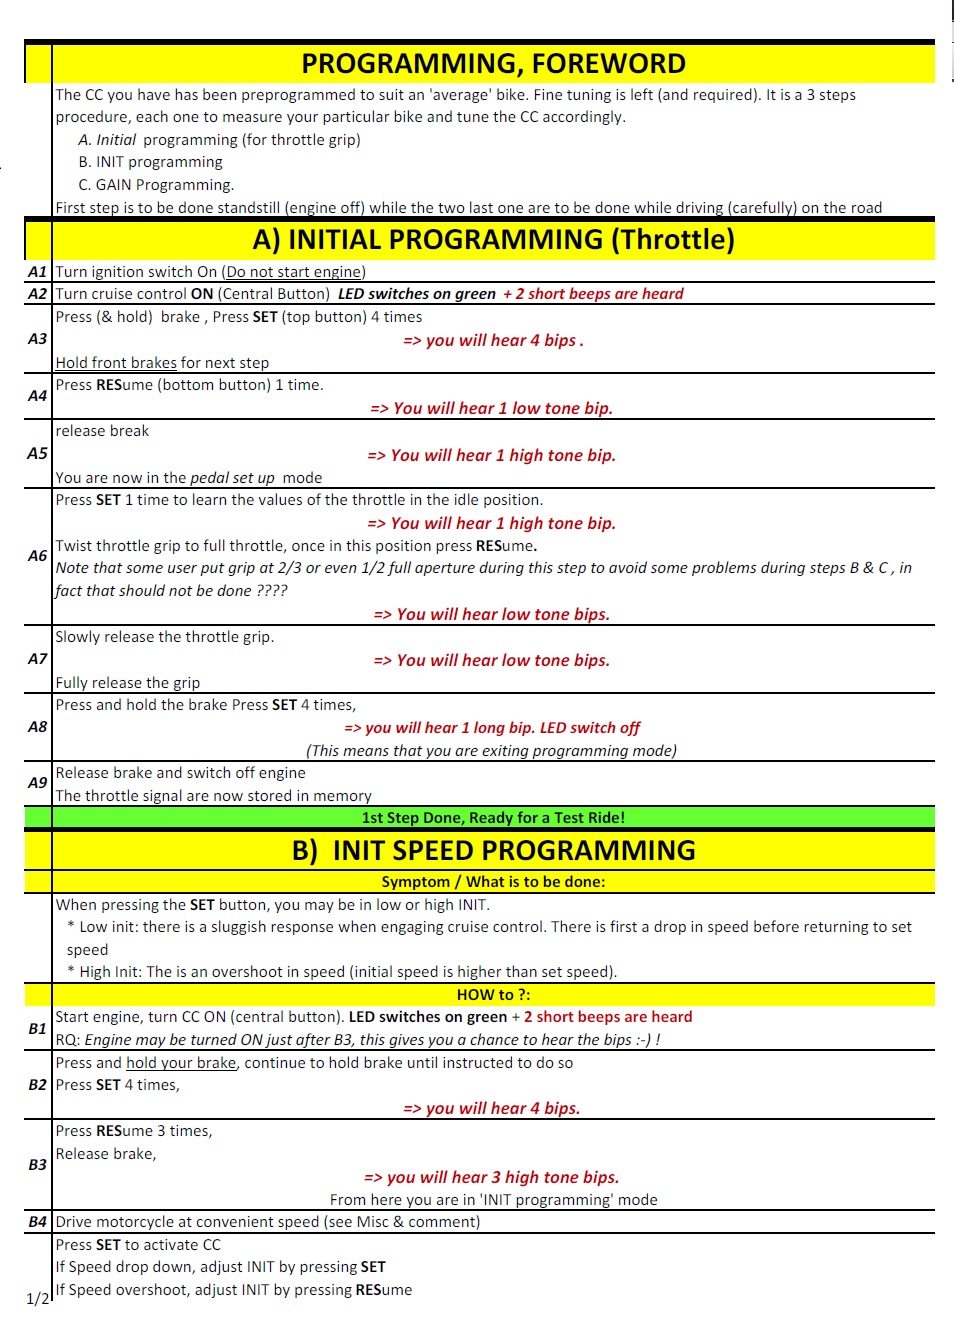 PROGRAMMING, FOREWORD
The CC you have has been preprogrammed to suit an 'average' bike. Fine tuning is left (and required). It is a 3 steps
procedure, each one to measure your particular bike and tune the CC accordingly.
A. Initial programming (for throttle grip)
B. INIT programming
C. GAIN Programming.
First step is to be done standstill (engine off) while the two last one are to be done while driving (carefully) on the road
A) INITIAL PROGRAMMING (Throttle)
A1 Turn ignition switch On (Do not start engine)
A2 Turn cruise control ON (Central Button) LED switches on green + 2 short beeps are heard
Press (& hold) brake , Press SET (top button) 4 times
A3 => you will hear 4 bips .
Hold front brakes for next step
A4 Press RESume (bottom button) 1 time.
=> You will hear 1 low tone bip.
release break
A5 => You will hear 1 high tone bip.
You are now in the pedal set up mode
Press SET 1 time to learn the values of the throttle in the idle position.
=> You will hear 1 high tone bip.
Twist throttle grip to full throttle, once in this position press RESume.
A6 Note that some user put grip at 2/3 or even 1/2 full aperture during this step to avoid some problems during steps B & C , in
fact that should not be done ????
=> You will hear low tone bips.
Slowly release the throttle grip.
A7 => You will hear low tone bips.
Fully release the grip
Press and hold the brake Press SET 4 times,
A8 => you will hear 1 long bip. LED switch off
(This means that you are exiting programming mode)
A9 Release brake and switch off engine
The throttle signal are now stored in memory
1st Step Done, Ready for a Test Ride!
B) INIT SPEED PROGRAMMING
Symptom / What is to be done:
When pressing the SET button, you may be in low or high INIT.
* Low init: there is a sluggish response when engaging cruise control. There is first a drop in speed before returning to set
speed
* High Init: The is an overshoot in speed (initial speed is higher than set speed).
HOW to ?:
B1 Start engine, turn CC ON (central button). LED switches on green + 2 short beeps are heard
RQ: Engine may be turned ON just after B3, this gives you a chance to hear the bips :-) !
Press and hold your brake, continue to hold brake until instructed to do so
B2 Press SET 4 times,
=> you will hear 4 bips.
Press RESume 3 times,
Release brake,
B3 => you will hear 3 high tone bips.
From here you are in 'INIT programming' mode
B4 Drive motorcycle at convenient speed (see Misc & comment)
Press SET to activate CC
If Speed drop down, adjust INIT by pressing SET
If Speed overshoot, adjust INIT by pressing RESume
1/2